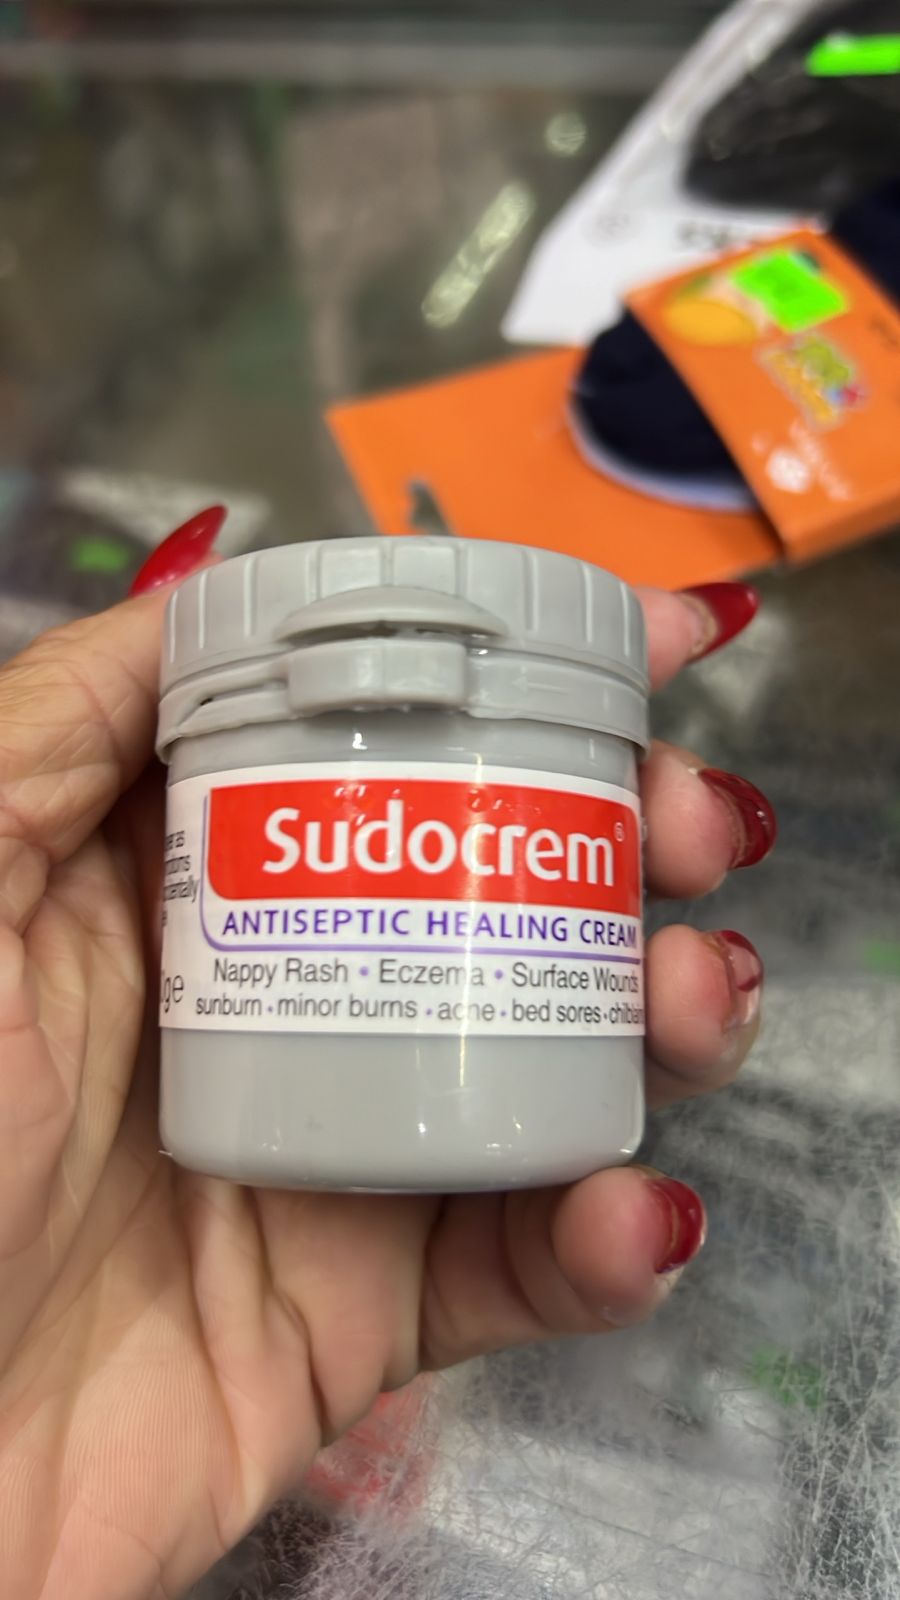 Sudocrem®
ANTISEPTIC HEALING CREAM
Nappy Rash • Eczema • Surface Wounds
sunburn • minor burns • acne • bed sores •